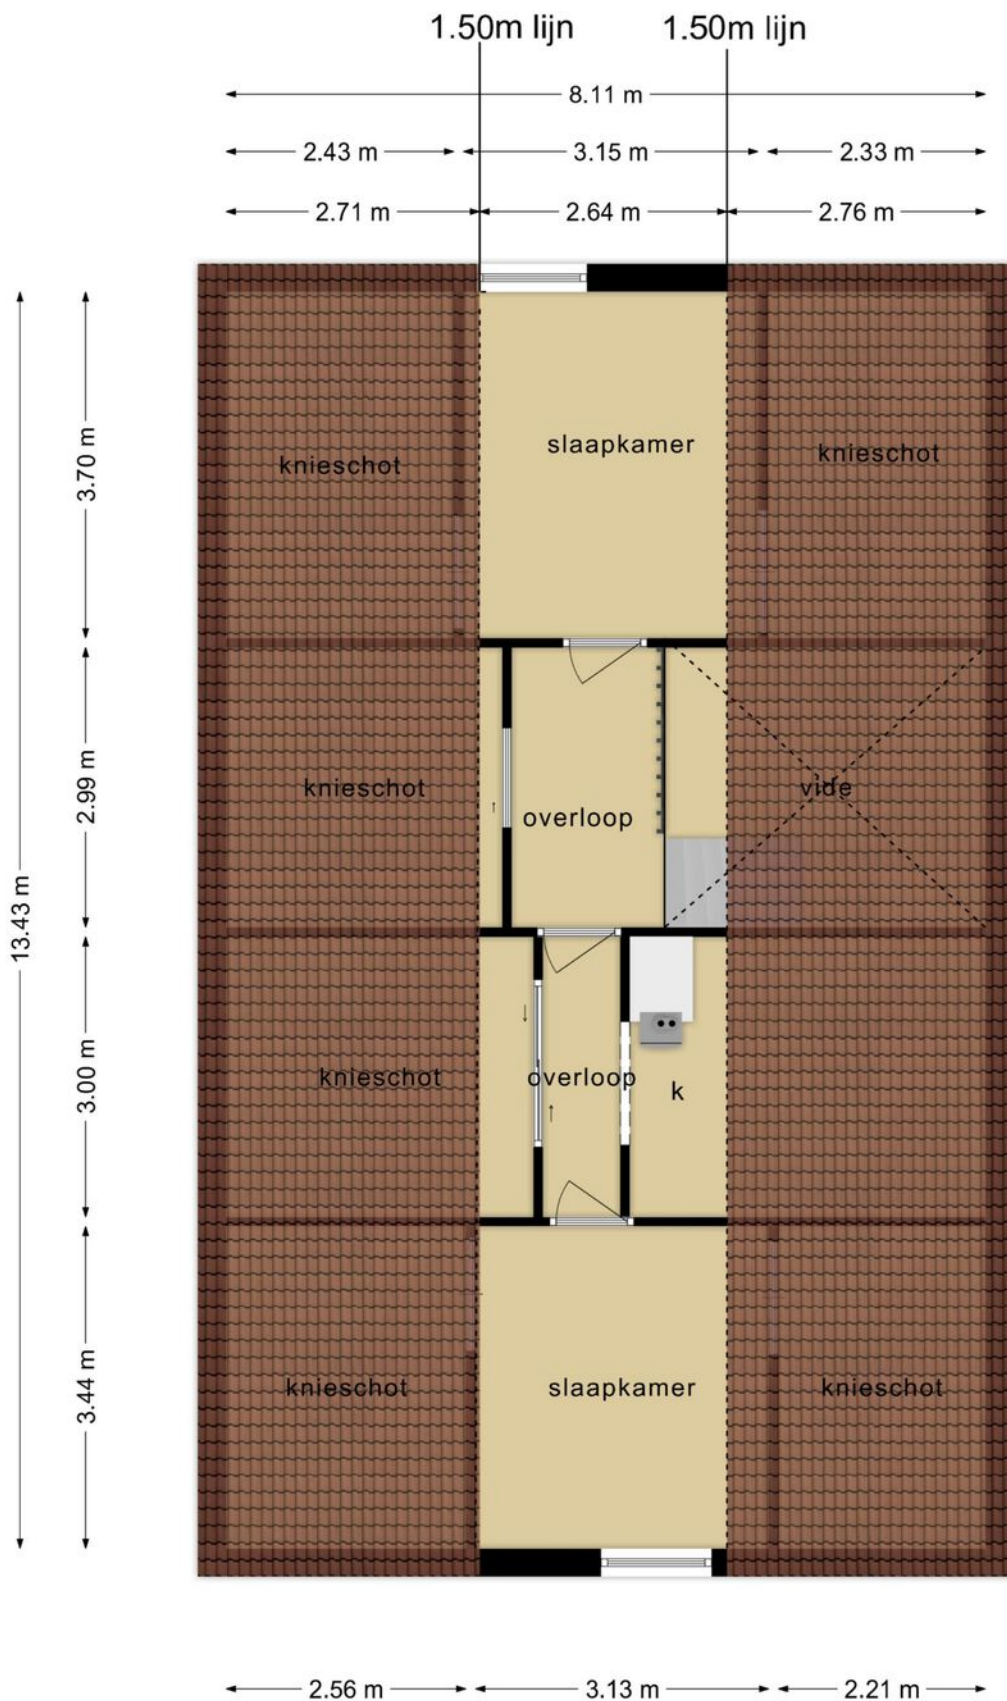 1.50m lijn 1.50m lijn
8.11 m
2.43 m 3.15 m 2.33 m
2.71 m 2.64 m 2.76 m
3.70 m
slaapkamer
knieschot
knieschot
2.99 m
knieschot
vide
overloop
13.43 m
3.00 m
knieschot
overloop
k
3.44 m
knieschot
slaapkamer
knieschot
2.56 m 3.13 m 2.21 m